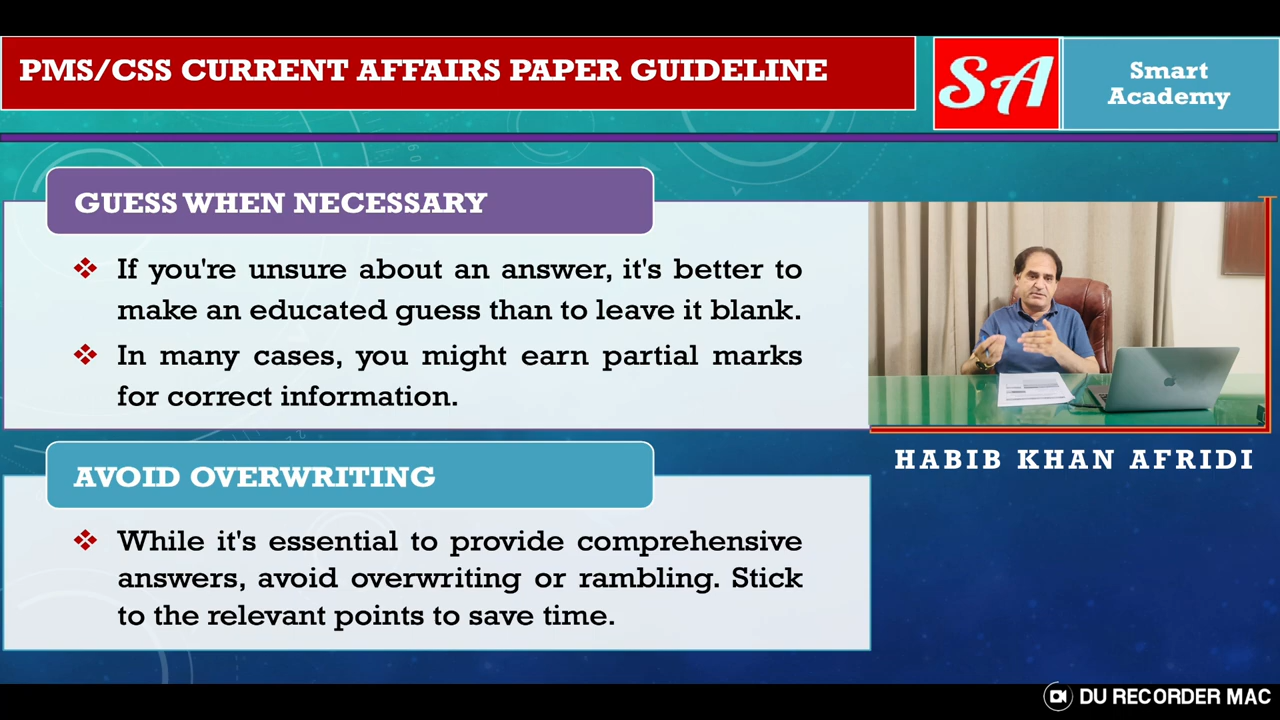 PMS/CSS CURRENT AFFAIRS PAPER GUIDELINE
SA
Smart
Academy
GUESS WHEN NECESSARY
If you're unsure about an answer, it's better to
make an educated guess than to leave it blank.
In many cases, you might earn partial marks
for correct information.
HABIB KHAN AFRIDI
AVOID OVERWRITING
While it's essential to provide comprehensive
answers, avoid overwriting or rambling. Stick
to the relevant points to save time.
DU RECORDER MAC